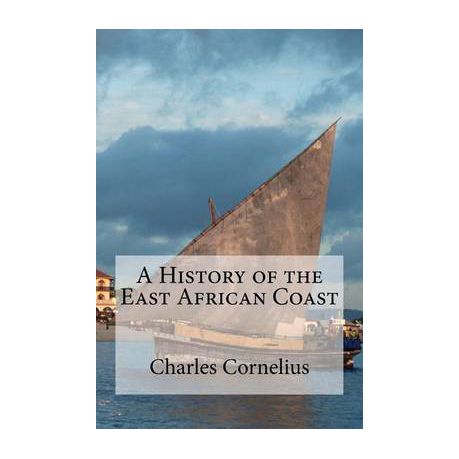 A History of the
East African Coast
Charles Cornelius